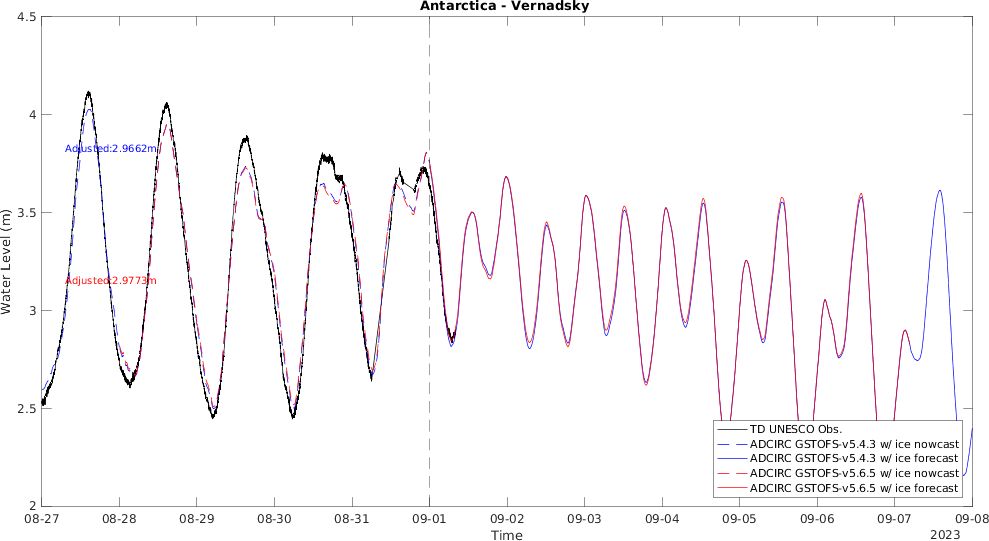 Antarctica - Vernadsky
4.5
4
3.5
3
2.5
2
Water Level (m)
Adjusted:2.9662m
Adjusted:2.9773m
TD UNESCO Obs.
ADCIRC GSTOFS-v5.4.3 w/ ice nowcast
ADCIRC GSTOFS-v5.4.3 w/ ice forecast
ADCIRC GSTOFS-v5.6.5 w/ ice nowcast
ADCIRC GSTOFS-v5.6.5 w/ ice forecast
08-27 08-28 08-29 08-30 08-31 09-01 09-02 09-03 09-04 09-05 09-06 09-07 09-08
Time
2023